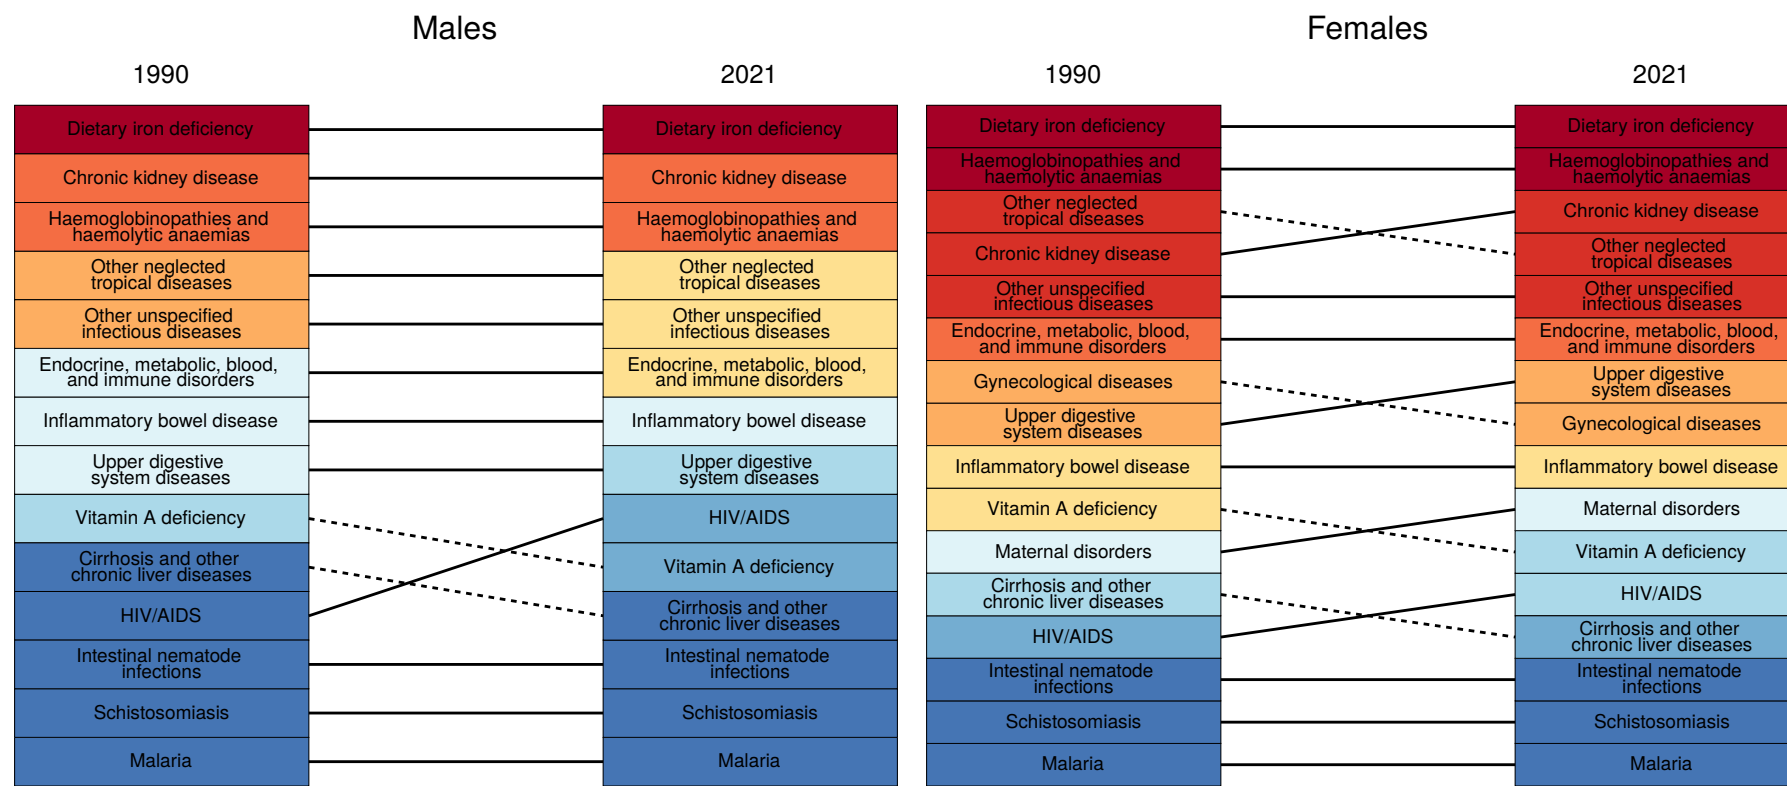 Males
1990
2021
Dietary iron deficiency
Chronic kidney disease
Haemoglobinopathies and
haemolytic anaemias
Other neglected
tropical diseases
Other unspecified
infectious diseases
Endocrine, metabolic, blood,
and immune disorders
Inflammatory bowel disease
Upper digestive
system diseases
Vitamin A deficiency
Cirrhosis and other
chronic liver diseases
HIV/AIDS
Intestinal nematode
infections
Schistosomiasis
Malaria
Dietary iron deficiency
Chronic kidney disease
Haemoglobinopathies and
haemolytic anaemias
Other neglected
tropical diseases
Other unspecified
infectious diseases
Endocrine, metabolic, blood,
and immune disorders
Inflammatory bowel disease
Upper digestive
system diseases
HIV/AIDS
Vitamin A deficiency
Cirrhosis and other
chronic liver diseases
Intestinal nematode
infections
Schistosomiasis
Malaria
Females
1990
2021
Dietary iron deficiency
Haemoglobinopathies and
haemolytic anaemias
Other neglected
tropical diseases
Chronic kidney disease
Other unspecified
infectious diseases
Endocrine, metabolic, blood,
and immune disorders
Gynecological diseases
Upper digestive
system diseases
Inflammatory bowel disease
Vitamin A deficiency
Maternal disorders
Cirrhosis and other
chronic liver diseases
HIV/AIDS
Intestinal nematode
infections
Schistosomiasis
Malaria
Dietary iron deficiency
Haemoglobinopathies and
haemolytic anaemias
Chronic kidney disease
Other neglected
tropical diseases
Other unspecified
infectious diseases
Endocrine, metabolic, blood,
and immune disorders
Upper digestive
system diseases
Gynecological diseases
Inflammatory bowel disease
Maternal disorders
Vitamin A deficiency
HIV/AIDS
Cirrhosis and other
chronic liver diseases
Intestinal nematode
infections
Schistosomiasis
Malaria